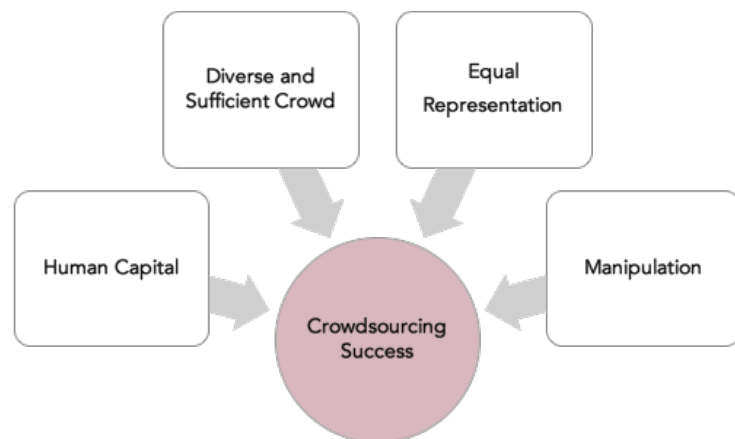 Diverse and
Sufficient Crowd
Equal
Representation
Human Capital
Manipulation
Crowdsourcing
Success